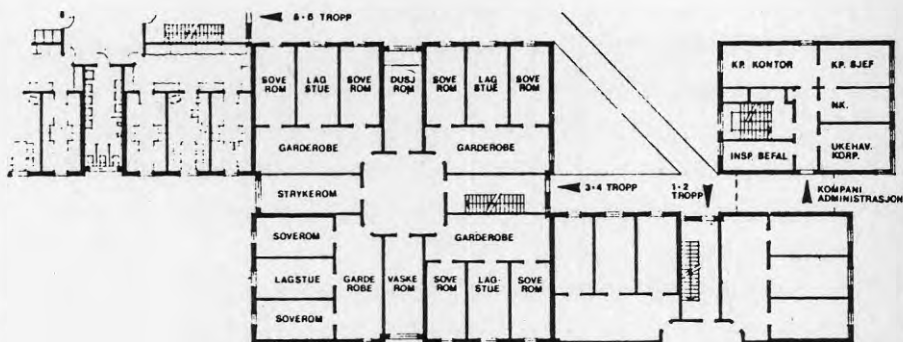 5-6 TROPP
SOVE
ROM
LAG
STUE
SOVE
ROM
DUSJ
ROM
SOVE
ROM
LAG
STUE
SOVE
ROM
GARDEROBE
GARDEROBE
STRYKEROM
3-4 TROPP
1-2
TROPP
SOVEROM
LAGSTUE
SOVEROM
GARDE
ROBE
VASKE
ROM
GARDEROBE
SOVE
ROM
LAG-
STUE
SOVE
ROM
KP. KONTOR
KP. SJEF
NK.
INSP. BEFAL
UKEHAV.
KORP.
KOMPANI
ADMINISTRASJON